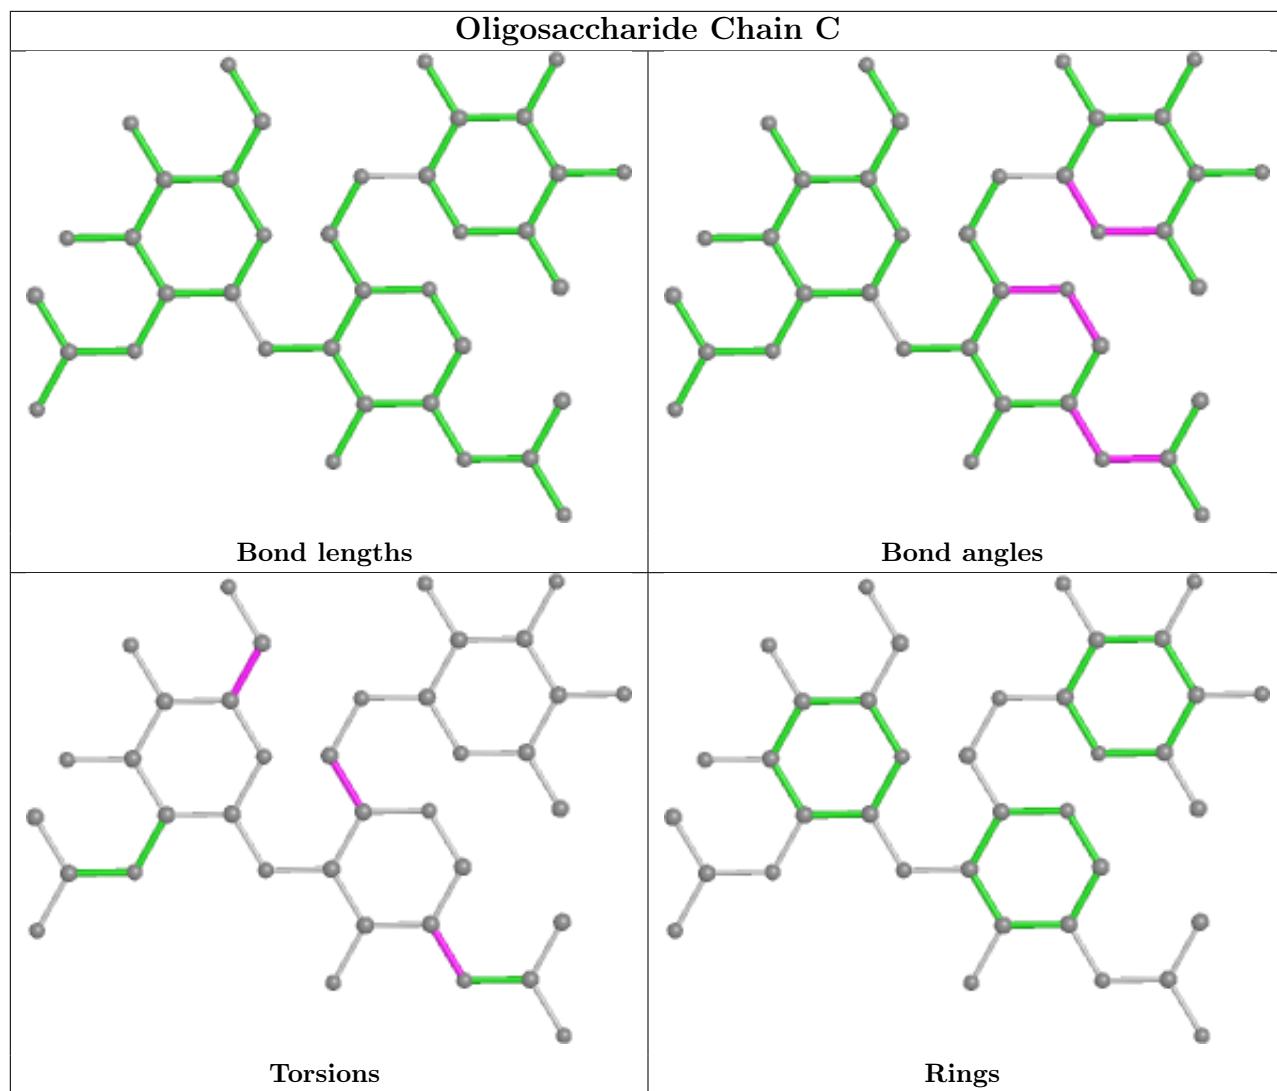 Oligosaccharide Chain C
Bond lengths
Bond angles
Torsions
Rings